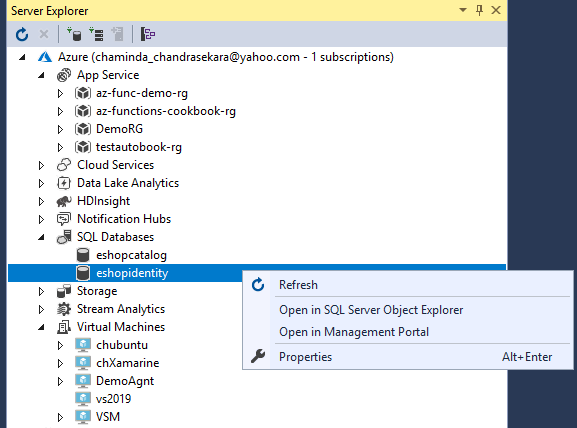 Server Explorer
Azure (chaminda_chandrasekara@yahoo.com - 1 subscriptions)
App Service
az-func-demo-rg
az-functions-cookbook-rg
DemoRG
testautobook-rg
Cloud Services
Data Lake Analytics
HDInsight
Notification Hubs
SQL Databases
eshopcatalog
eshopidentity
Refresh
Open in SQL Server Object Explorer
Open in Management Portal
Properties Alt+Enter
Storage
Stream Analytics
Virtual Machines
chubuntu
chXamarine
DemoAgnt
vs2019
VSM